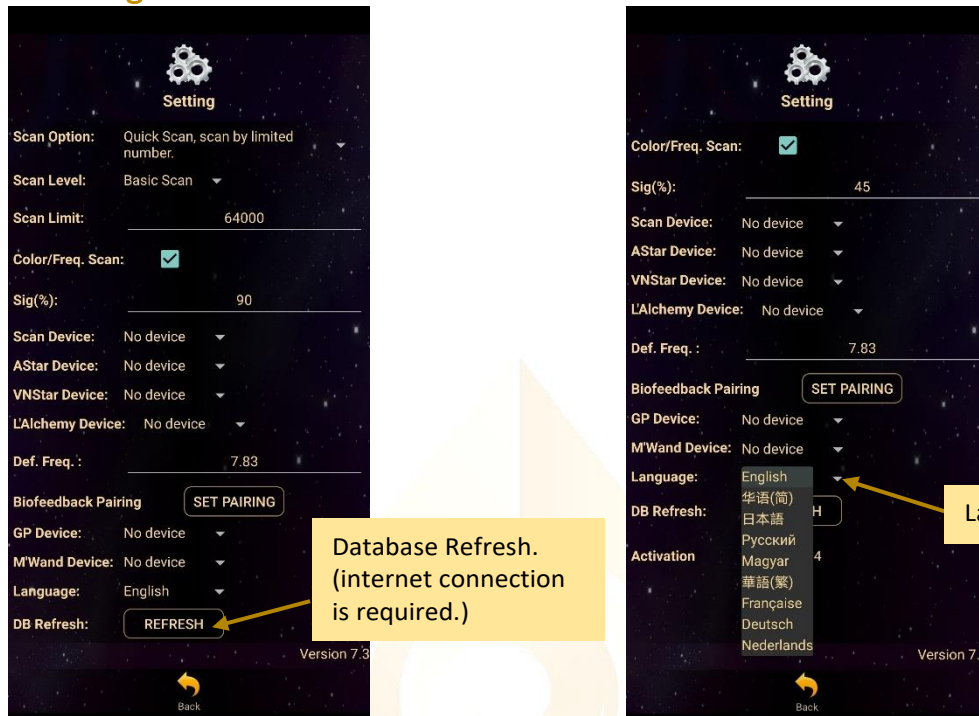 Setting
Scan Option: Quick Scan, scan by limited
number.
Scan Level: Basic Scan
Scan Limit: 64000
Color/Freq. Scan:
Sig(%): 90
Scan Device: No device
AStar Device: No device
VNStar Device: No device
L'Alchemy Device: No device
Def. Freq. : 7.83
Biofeedback Pairing SET PAIRING
GP Device: No device
M'Wand Device: No device
Language: English
DB Refresh: REFRESH
Version 7.3
Back
Database Refresh.
(internet connection
is required.)
Setting
Color/Freq. Scan:
Sig(%): 45
Scan Device: No device
AStar Device: No device
VNStar Device: No device
L'Alchemy Device: No device
Def. Freq. : 7.83
Biofeedback Pairing SET PAIRING
GP Device: No device
M'Wand Device: No device
Language: English
华语(简)
DB Refresh: H
日本語
Русский
Activation 4
Magyar
華語(繁)
Française
Deutsch
Nederlands
Version 7.
Back
La